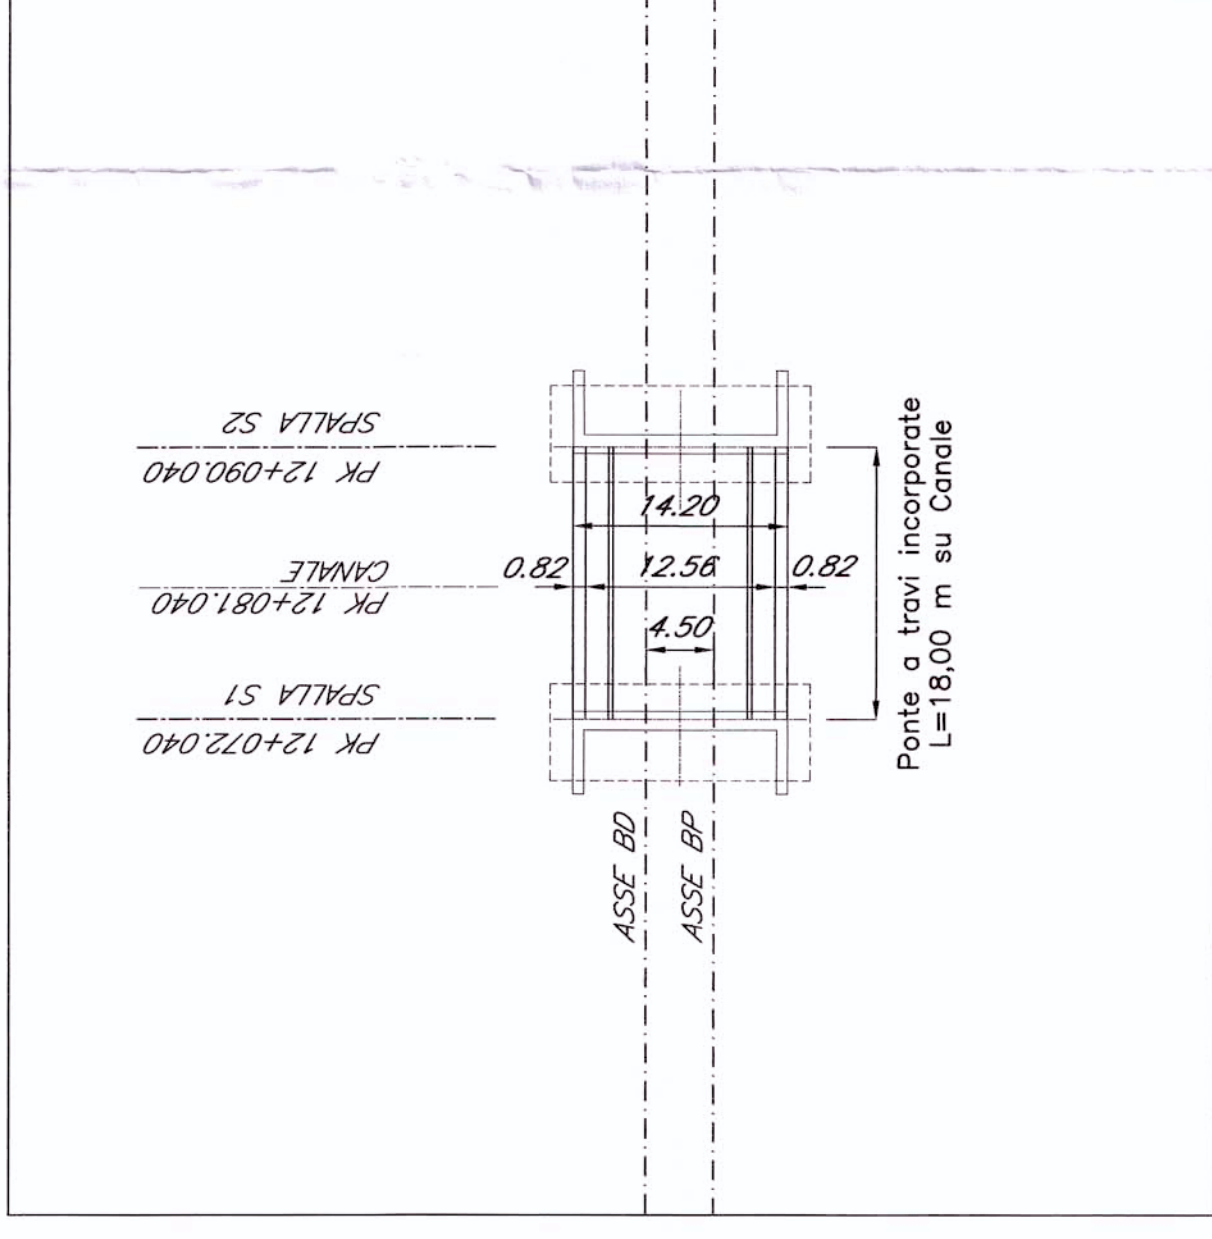 SPALLA S2
PK 12+090.040
CANALE
PK 12+081.040
SPALLA S1
PK 12+072.040
14.20
0.82
12.56
0.82
4.50
ASSE BD
ASSE BP
Ponte a travi incorporate
L=18,00 m su Canale